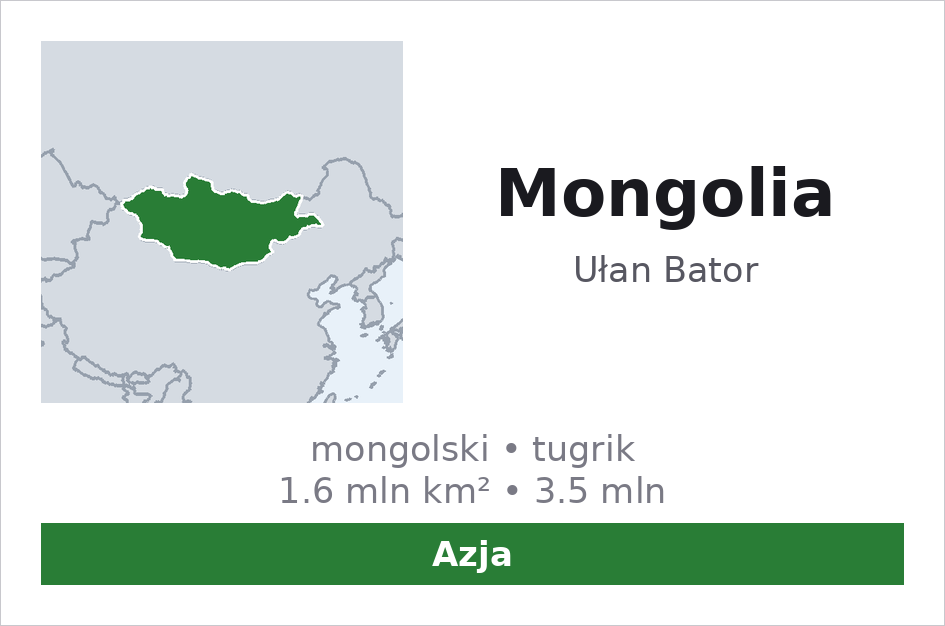 Mongolia
Ułan Bator
mongolski • tugrik
1.6 mln km² • 3.5 mln
Azja